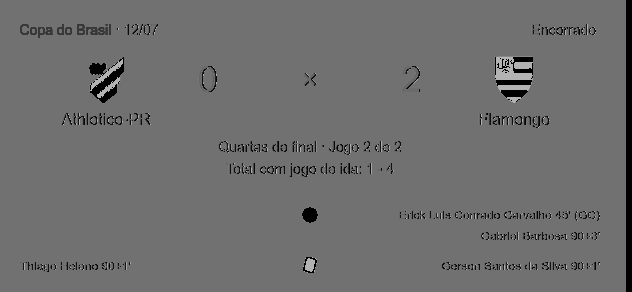 Copa do Brasil · 12/07 Encerrado
0 × 2
Athletico-PR Flamengo
Quartas de final · Jogo 2 de 2
Total com jogo de ida: 1 - 4
Erick Luis Conrado Carvalho 45' (GC)
Gabriel Barbosa 90+3'
Thiago Heleno 90+1' Gerson Santos da Silva 90+1'